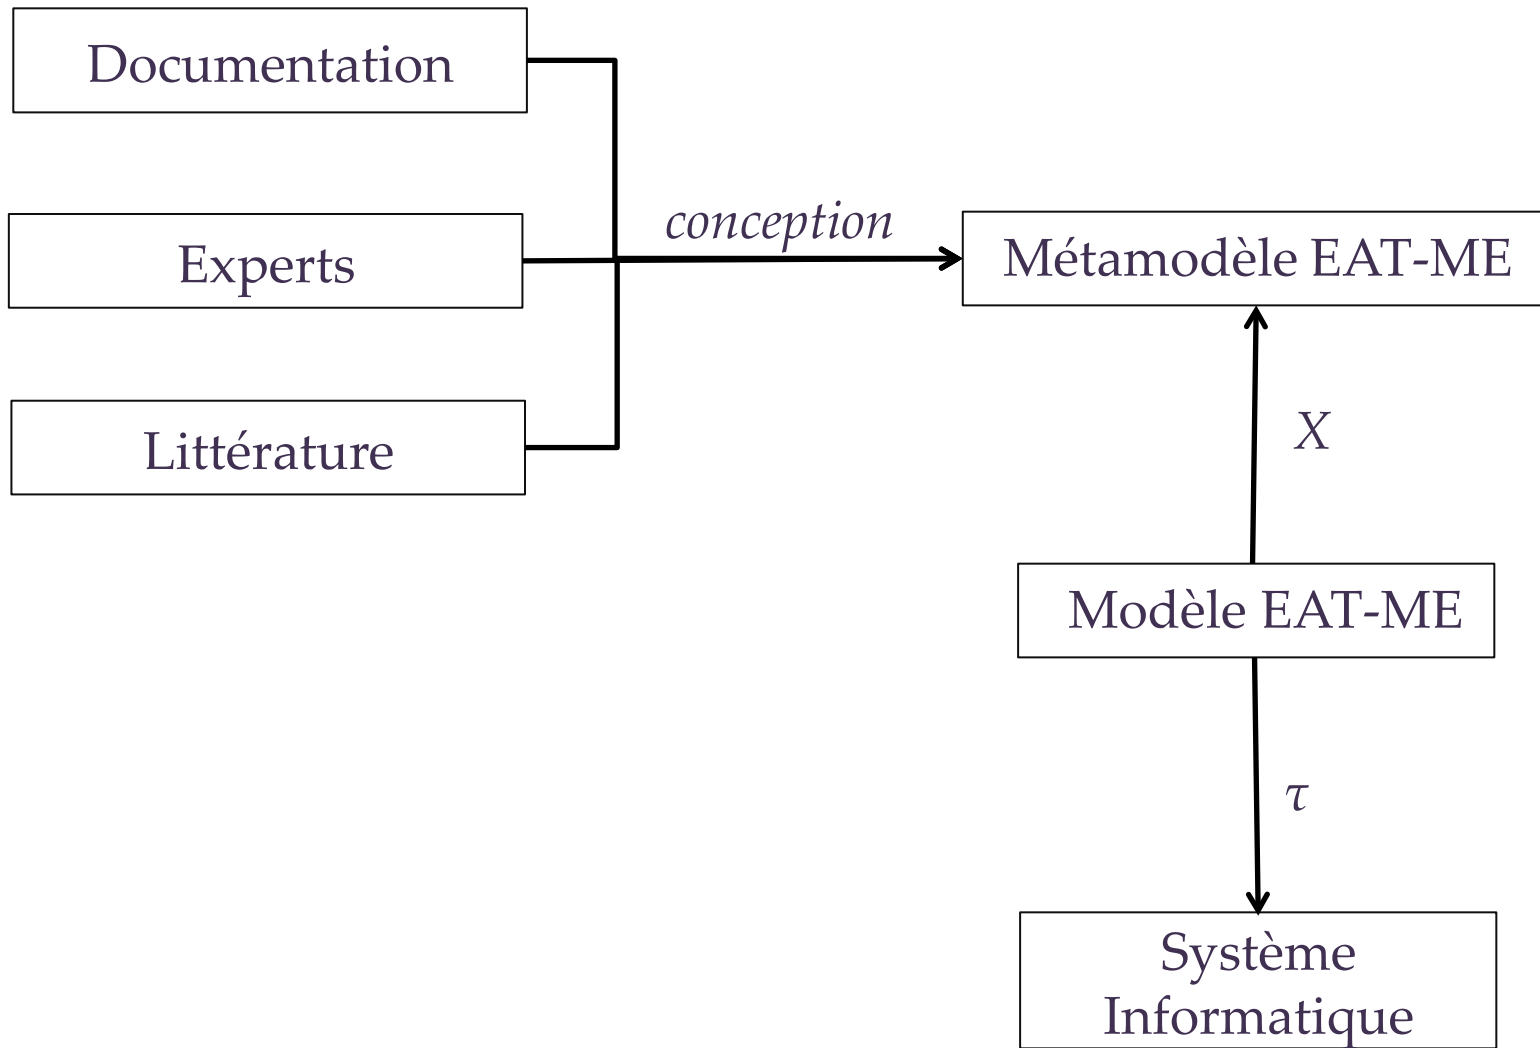 Documentation
Experts
Littérature
conception
Métamodèle EAT-ME
X
Modèle EAT-ME
τ
Système
Informatique